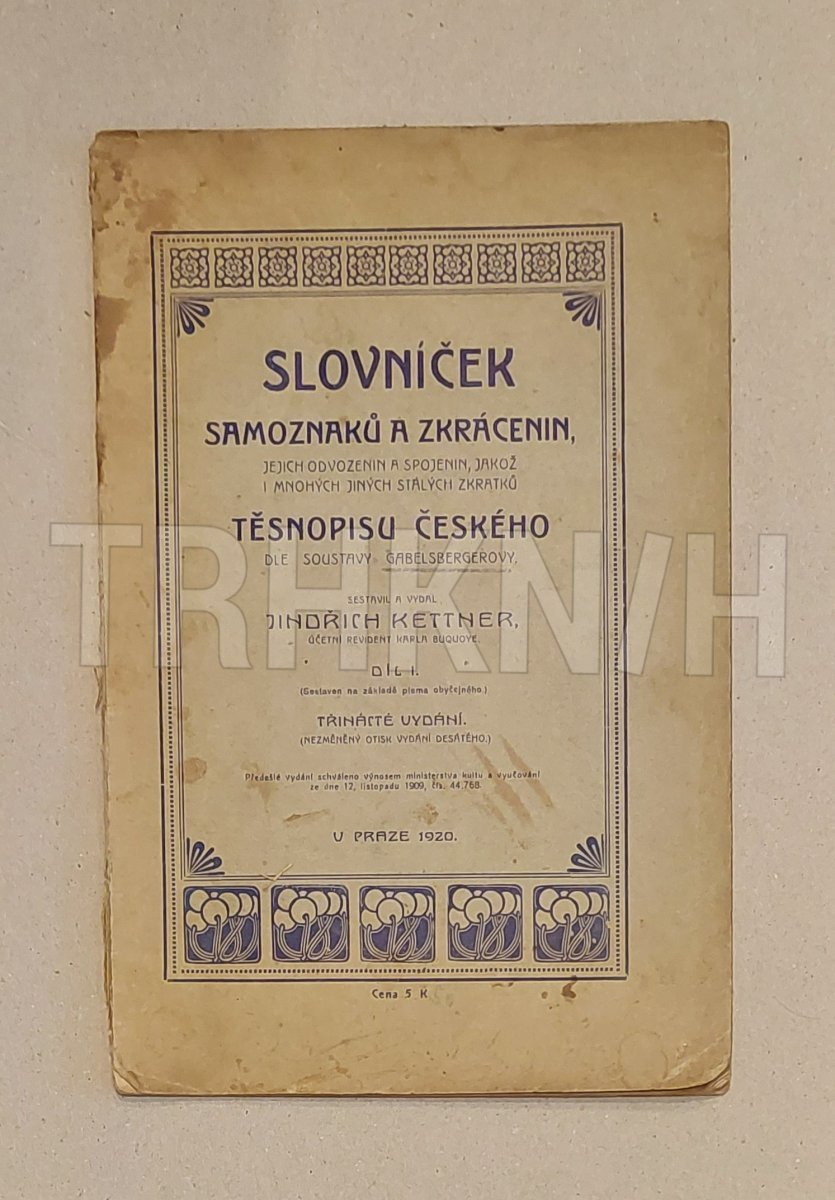 SLOVNÍČEK
SAMOZNAKŮ A ZKRÁCENIN,
JEJICH ODVOZENIN A SPOJENIN, JAKOŽ
I MNOHÝCH JINÝCH STÁLÝCH ZKRATKŮ
TĚSNOPISU ČESKÉHO
DLE SOUSTAVY GABELSBERGEROVY.
SESTAVIL A VYDAL
JINDŘICH KETTNER,
ÚČETNÍ REVIDENT KARLA BUQUOYE.
DÍL I.
(Sestaven na základě písma obyčejného.)
TŘINÁCTÉ VYDÁNÍ.
(NEZMĚNĚNÝ OTISK VYDÁNÍ DESÁTÉHO.)
Předešlé vydání schváleno výnosem ministerstva kultu a vyučování
ze dne 12. listopadu 1909, čís. 44.768.
V PRAZE 1920.
Cena 5 K
TRHKNIH